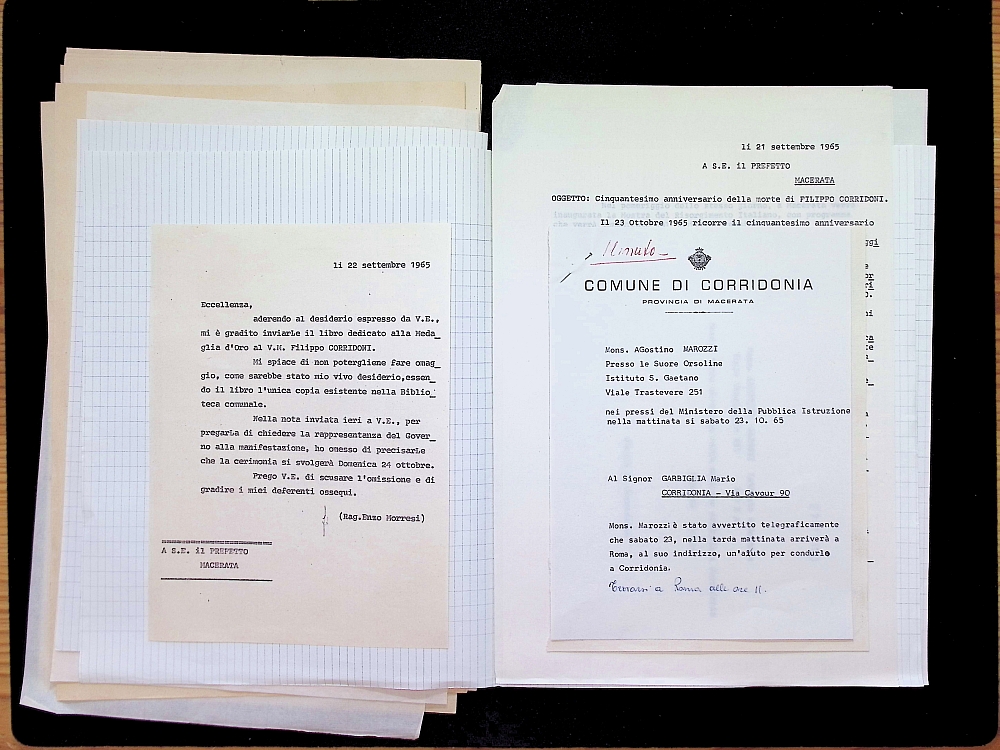 li 22 settembre 1965
Eccellenza,
aderendo al desiderio espresso da V.E.,
mi è gradito inviarLe il libro dedicato alla Meda_
glia d'Oro al V.M. Filippo CORRIDONI.
Mi spiace di non potergliene fare omag_
gio, come sarebbe stato mio vivo desiderio,essen_
do il libro l'unica copia esistente nella Biblio_
teca comunale.
Nella nota inviata ieri a V.E., per
pregarLa di chiedere la rappresentanza del Gover_
no alla manifestazione, ho omesso di precisarLe
che la cerimonia si svolgerà Domenica 24 ottobre.
Prego V.E. di scusare l'omissione e di
gradire i miei deferenti ossequi.
(Rag.Enzo Morresi)
A S.E. il PREFETTO
MACERATA
li 21 settembre 1965
A S.E. il PREFETTO
MACERATA
OGGETTO: Cinquantesimo anniversario della morte di FILIPPO CORRIDONI.
Il 23 Ottobre 1965 ricorre il cinquantesimo anniversario
Minuta
COMUNE DI CORRIDONIA
PROVINCIA DI MACERATA
Mons. AGostino MAROZZI
Presso le Suore Orsoline
Istituto S. Gaetano
Viale Trastevere 251
nei pressi del Ministero della Pubblica Istruzione
nella mattinata si sabato 23. 10. 65
Al Signor GARBIGLIA Mario
CORRIDONIA - Via Cavour 90
Mons. Marozzi è stato avvertito telegraficamente
che sabato 23, nella tarda mattinata arriverà a
Roma, al suo indirizzo, un'aiuto per condurlo
a Corridonia.
Trovarsi a Roma alle ore 11.